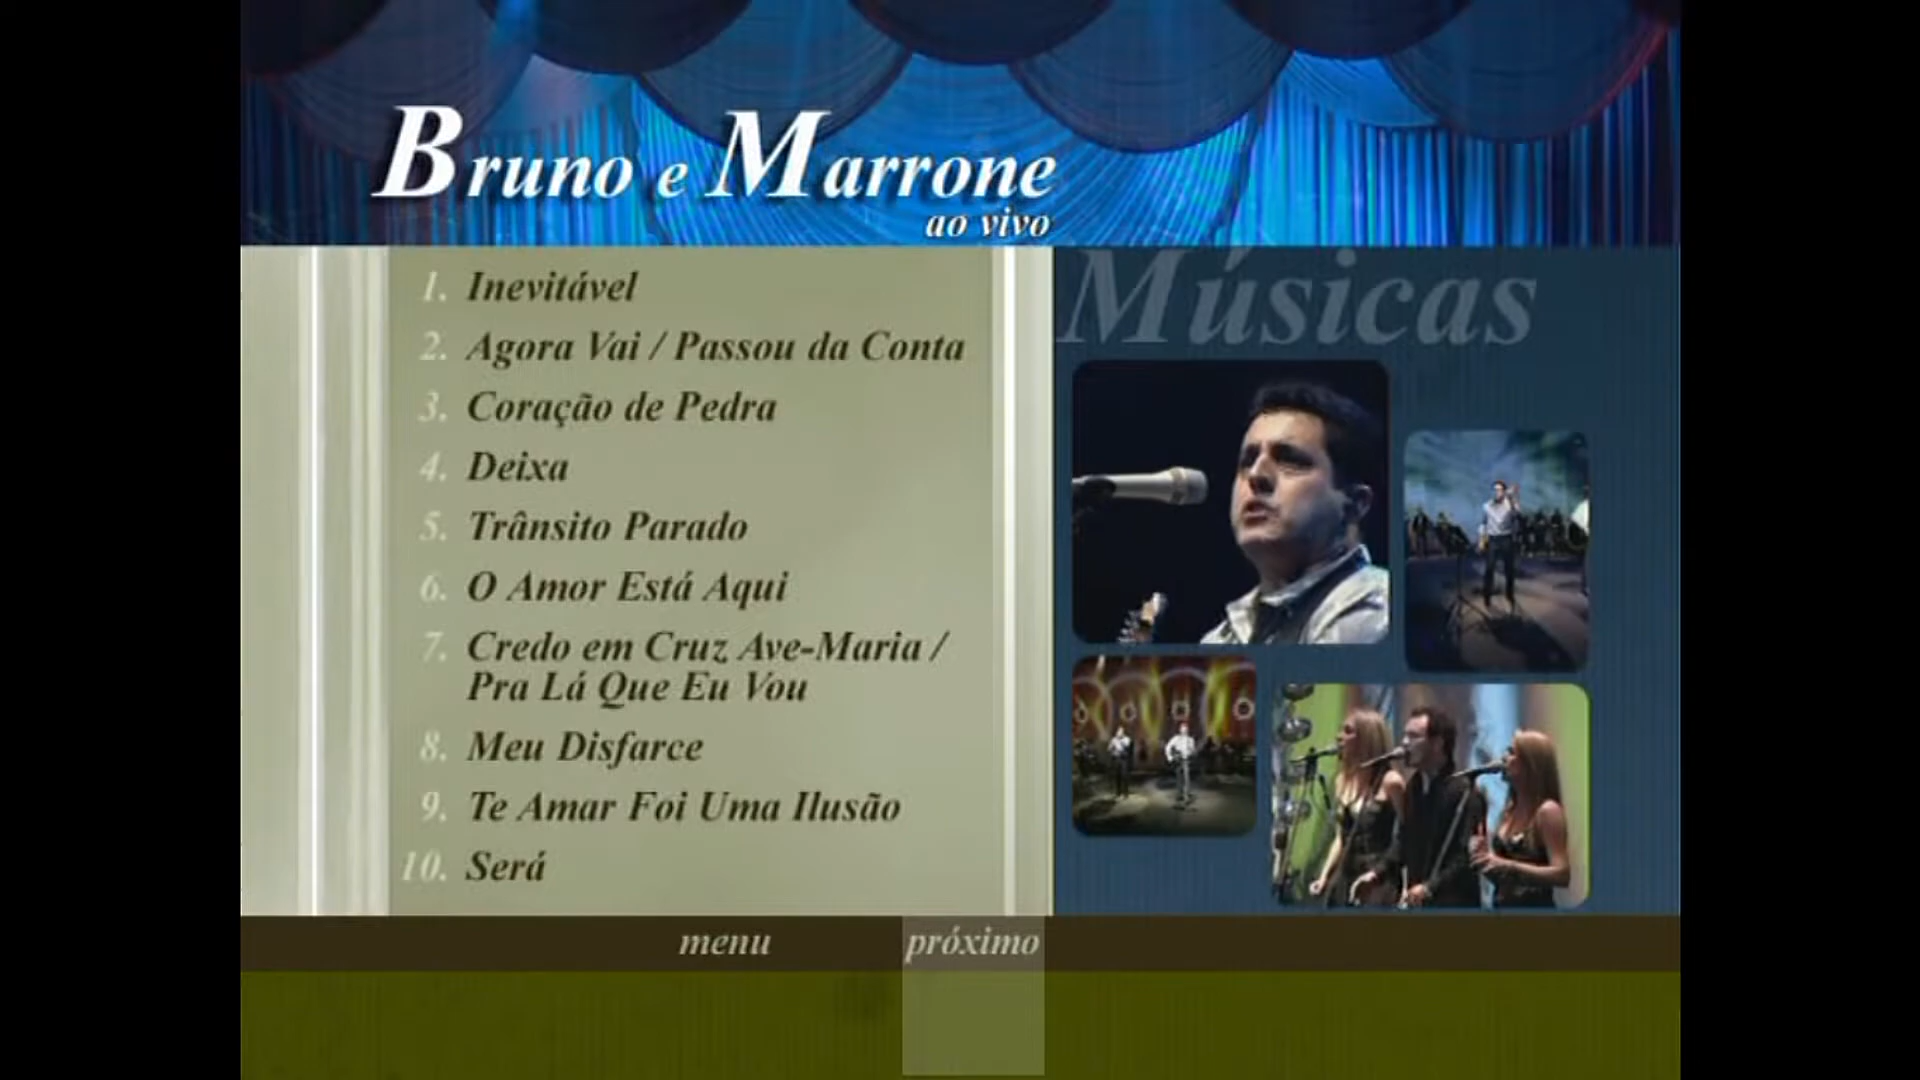 Bruno e Marrone
ao vivo
Músicas
1. Inevitável
2. Agora Vai / Passou da Conta
3. Coração de Pedra
4. Deixa
5. Trânsito Parado
6. O Amor Está Aqui
7. Credo em Cruz Ave-Maria /
Pra Lá Que Eu Vou
8. Meu Disfarce
9. Te Amar Foi Uma Ilusão
10. Será
menu próximo